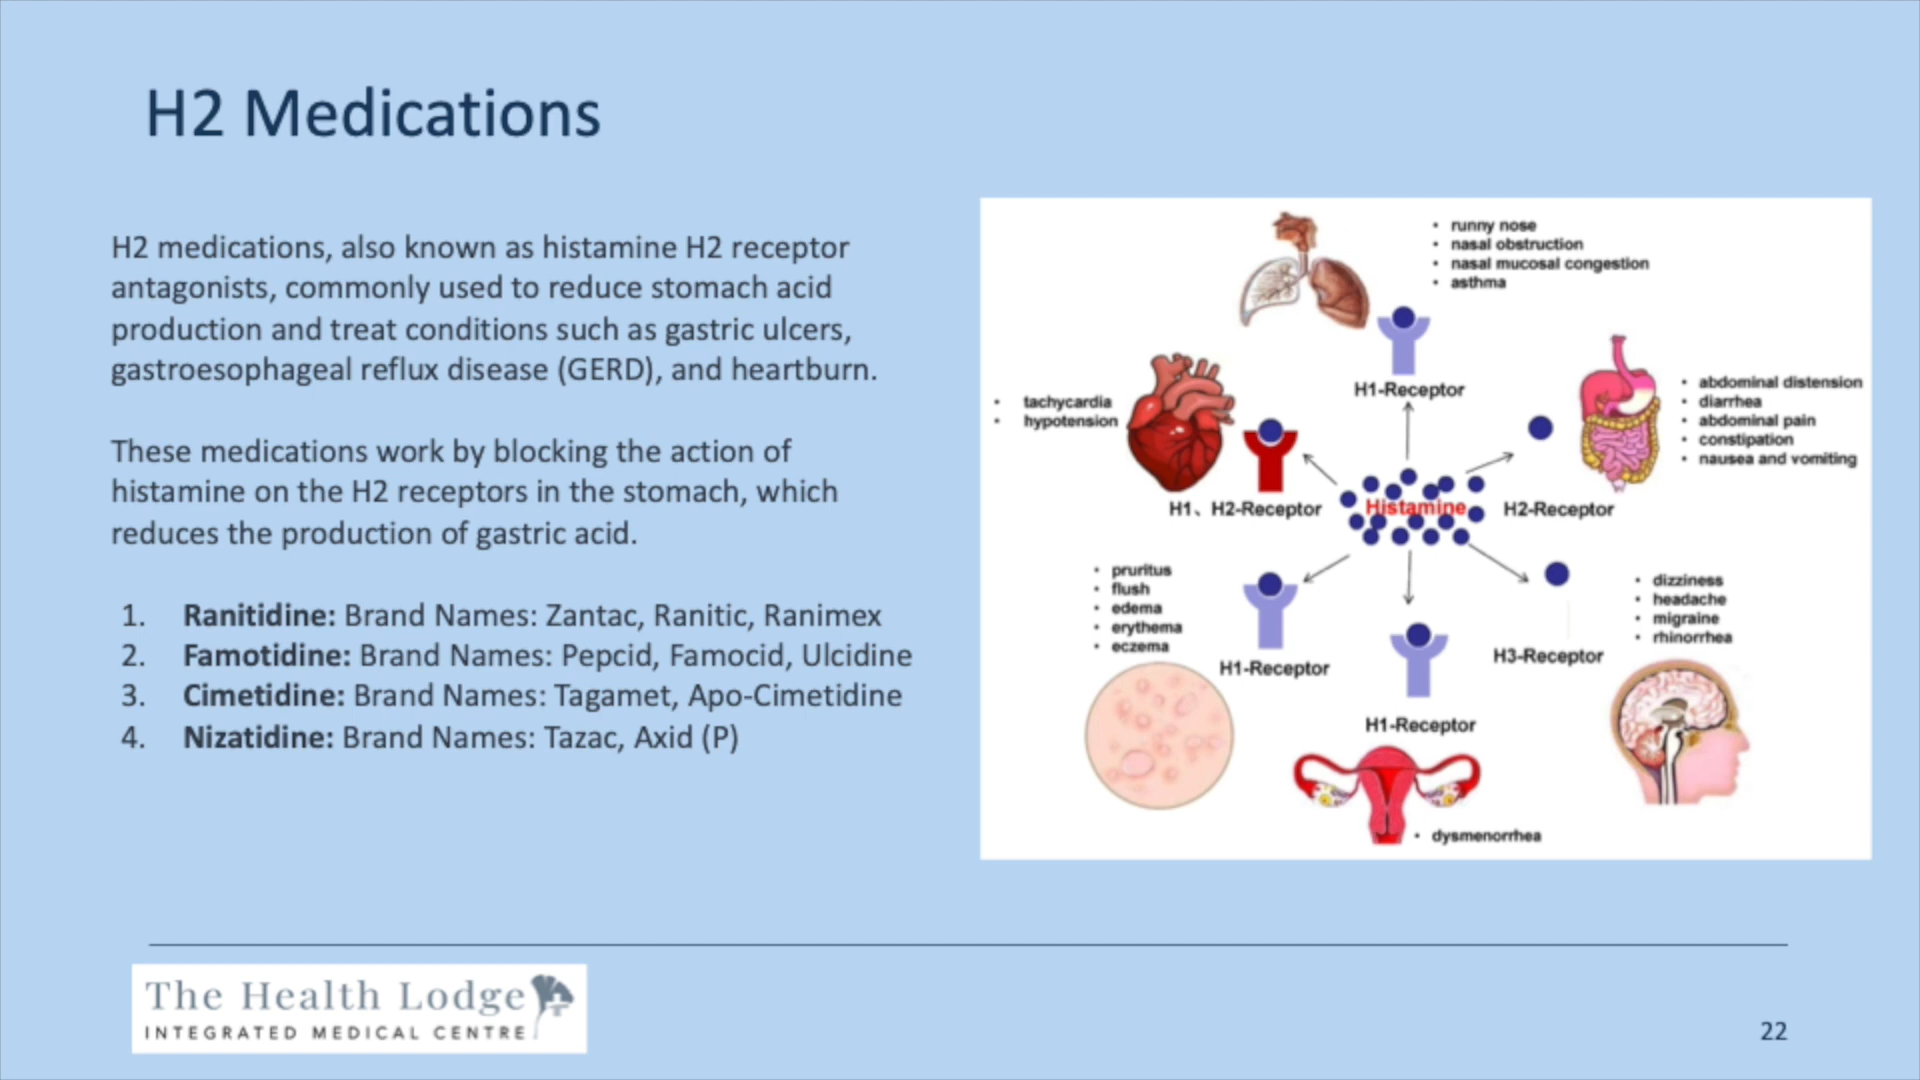 H2 Medications
H2 medications, also known as histamine H2 receptor
antagonists, commonly used to reduce stomach acid
production and treat conditions such as gastric ulcers,
gastroesophageal reflux disease (GERD), and heartburn.
These medications work by blocking the action of
histamine on the H2 receptors in the stomach, which
reduces the production of gastric acid.
1. Ranitidine: Brand Names: Zantac, Ranitic, Ranimex
2. Famotidine: Brand Names: Pepcid, Famocid, Ulcidine
3. Cimetidine: Brand Names: Tagamet, Apo-Cimetidine
4. Nizatidine: Brand Names: Tazac, Axid (P)
• runny nose
• nasal obstruction
• nasal mucosal congestion
• asthma
H1-Receptor
• tachycardia
• hypotension
H1、H2-Receptor
• abdominal distension
• diarrhea
• abdominal pain
• constipation
• nausea and vomiting
H2-Receptor
Histamine
• pruritus
• flush
• edema
• erythema
• eczema
H1-Receptor
• dizziness
• headache
• migraine
• rhinorrhea
H3-Receptor
H1-Receptor
• dysmenorrhea
The Health Lodge
INTEGRATED MEDICAL CENTRE
22